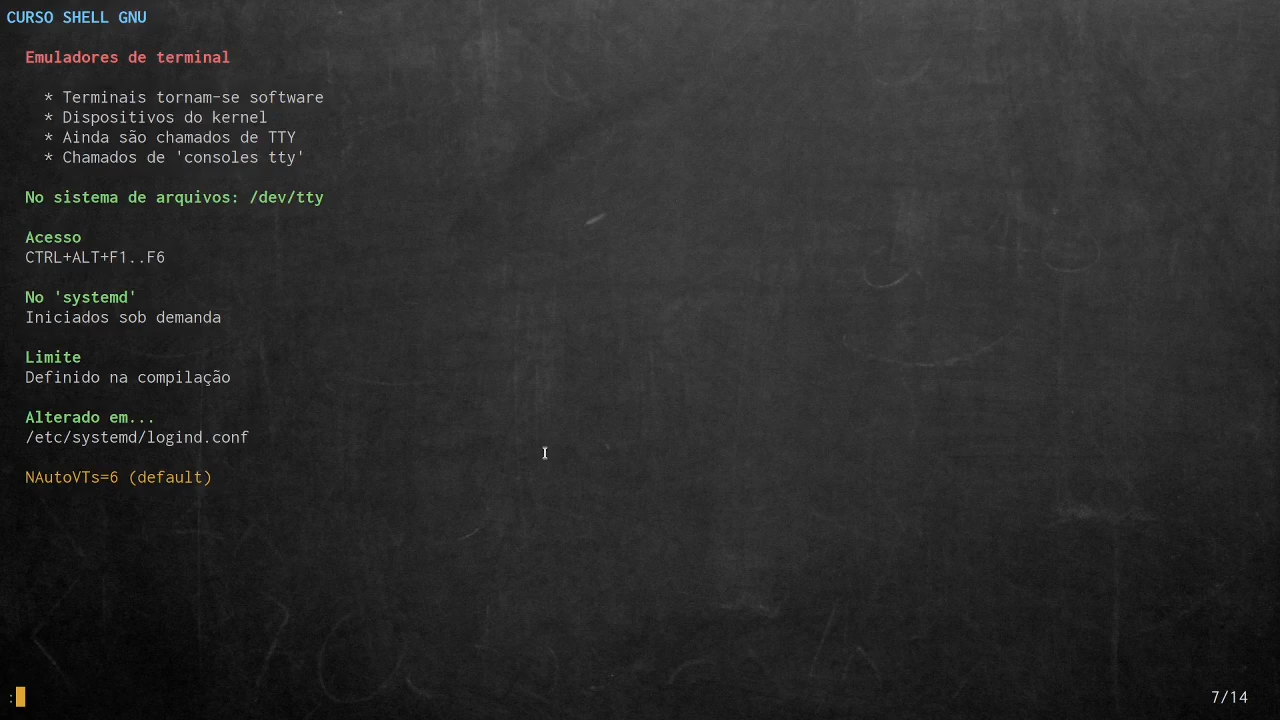 CURSO SHELL GNU
Emuladores de terminal
* Terminais tornam-se software
* Dispositivos do kernel
* Ainda são chamados de TTY
* Chamados de 'consoles tty'
No sistema de arquivos: /dev/tty
Acesso
CTRL+ALT+F1..F6
No 'systemd'
Iniciados sob demanda
Limite
Definido na compilação
Alterado em...
/etc/systemd/logind.conf
NAutoVTs=6 (default)
:
7/14